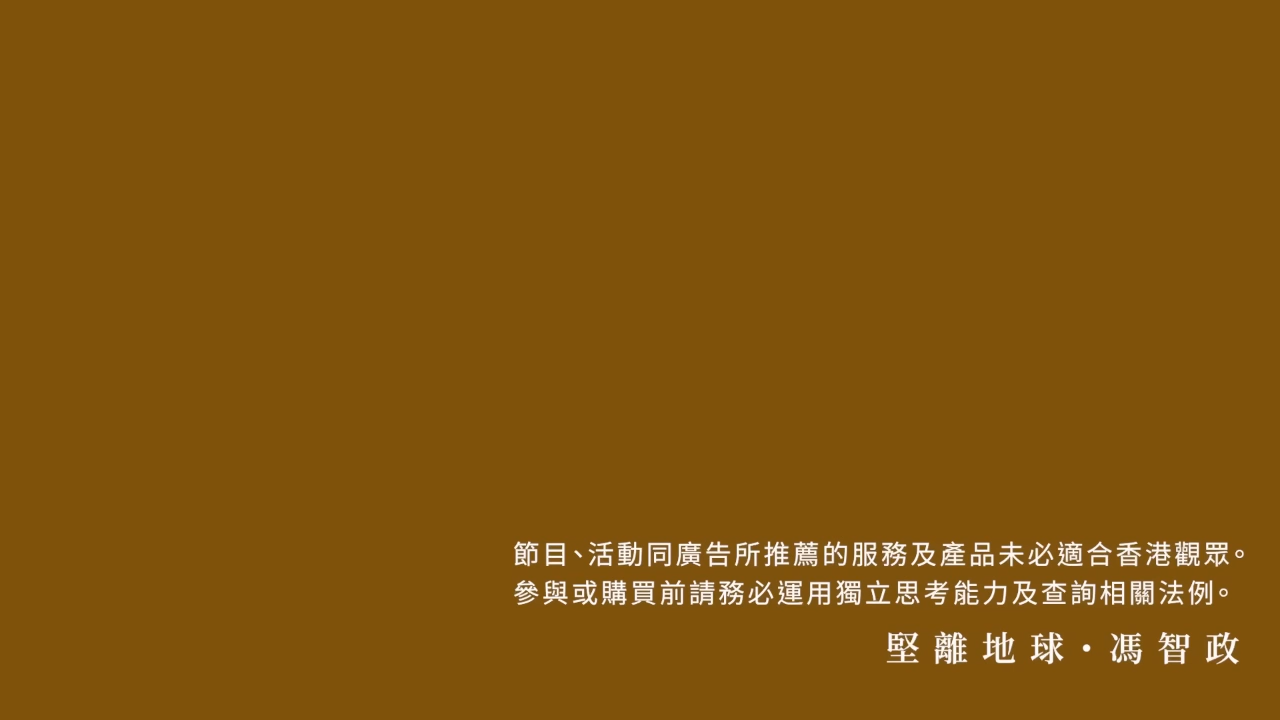 節目、活動同廣告所推薦的服務及產品未必適合香港觀眾。
參與或購買前請務必運用獨立思考能力及查詢相關法例。
堅離地球・馮智政